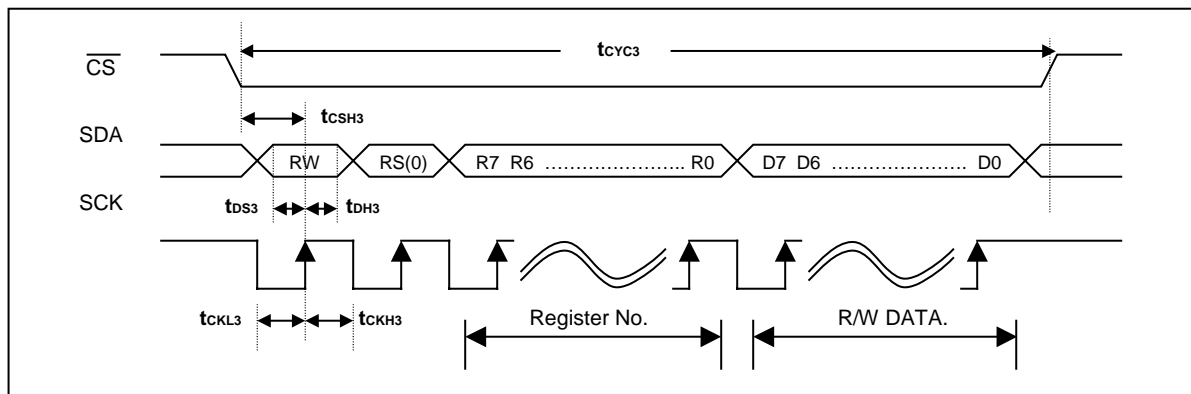 tCYC3
CS
tCSH3
SDA
RW RS(0) R7 R6 ........................ R0 D7 D6 ........................ D0
SCK
tDS3 tDH3
tCKL3 tCKH3 Register No. R/W DATA.